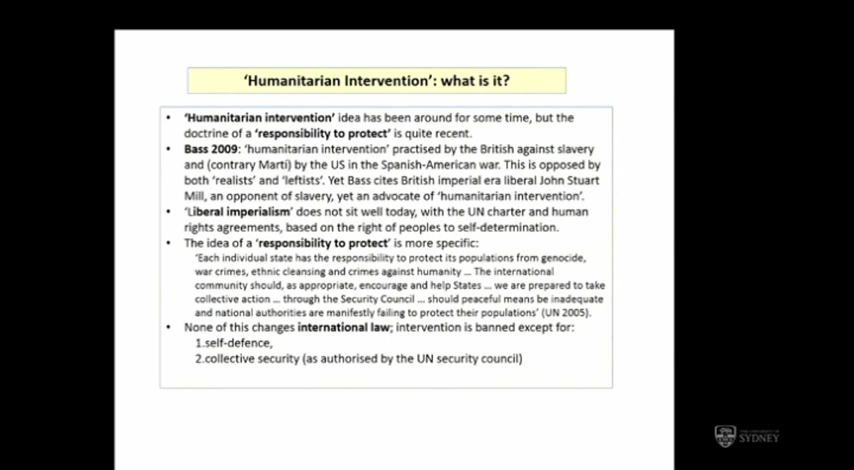 ‘Humanitarian Intervention’: what is it?
• ‘Humanitarian intervention’ idea has been around for some time, but the
doctrine of a ‘responsibility to protect’ is quite recent.
• Bass 2009: ‘humanitarian intervention’ practised by the British against slavery
and (contrary Martí) by the US in the Spanish-American war. This is opposed by
both ‘realists’ and ‘leftists’. Yet Bass cites British imperial era liberal John Stuart
Mill, an opponent of slavery, yet an advocate of ‘humanitarian intervention’.
• ‘Liberal imperialism’ does not sit well today, with the UN charter and human
rights agreements, based on the right of peoples to self-determination.
• The idea of a ‘responsibility to protect’ is more specific:
‘Each individual state has the responsibility to protect its populations from genocide,
war crimes, ethnic cleansing and crimes against humanity ... The international
community should, as appropriate, encourage and help States ... we are prepared to take
collective action ... through the Security Council ... should peaceful means be inadequate
and national authorities are manifestly failing to protect their populations’ (UN 2005).
• None of this changes international law; intervention is banned except for:
1.self-defence,
2.collective security (as authorised by the UN security council)
THE UNIVERSITY OF
SYDNEY